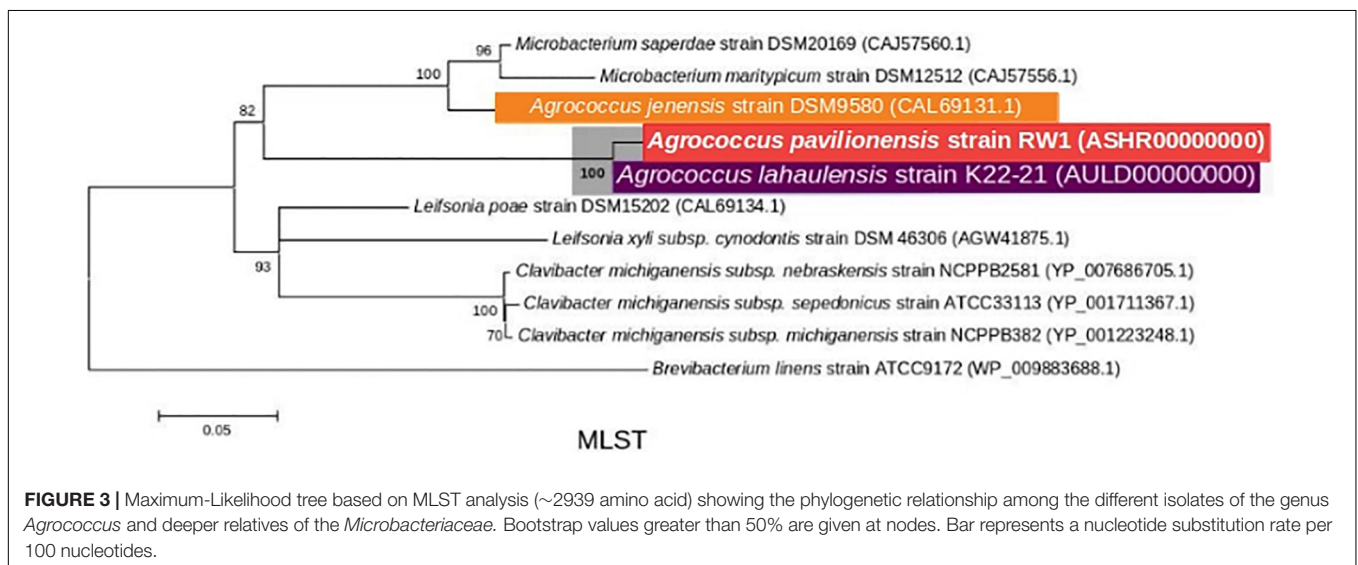 96
Microbacterium saperdae strain DSM20169 (CAJ57560.1)
100
Microbacterium maritypicum strain DSM12512 (CAJ57556.1)
82
Agrococcus jenensis strain DSM9580 (CAL69131.1)
Agrococcus pavilionensis strain RW1 (ASHR00000000)
100
Agrococcus lahaulensis strain K22-21 (AULD00000000)
Leifsonia poae strain DSM15202 (CAL69134.1)
Leifsonia xyli subsp. cynodontis strain DSM 46306 (AGW41875.1)
93
Clavibacter michiganensis subsp. nebraskensis strain NCPPB2581 (YP_007686705.1)
Clavibacter michiganensis subsp. sepedonicus strain ATCC33113 (YP_001711367.1)
100
70
Clavibacter michiganensis subsp. michiganensis strain NCPPB382 (YP_001223248.1)
Brevibacterium linens strain ATCC9172 (WP_009883688.1)
0.05
MLST
FIGURE 3 | Maximum-Likelihood tree based on MLST analysis (∼2939 amino acid) showing the phylogenetic relationship among the different isolates of the genus
Agrococcus and deeper relatives of the Microbacteriaceae. Bootstrap values greater than 50% are given at nodes. Bar represents a nucleotide substitution rate per
100 nucleotides.